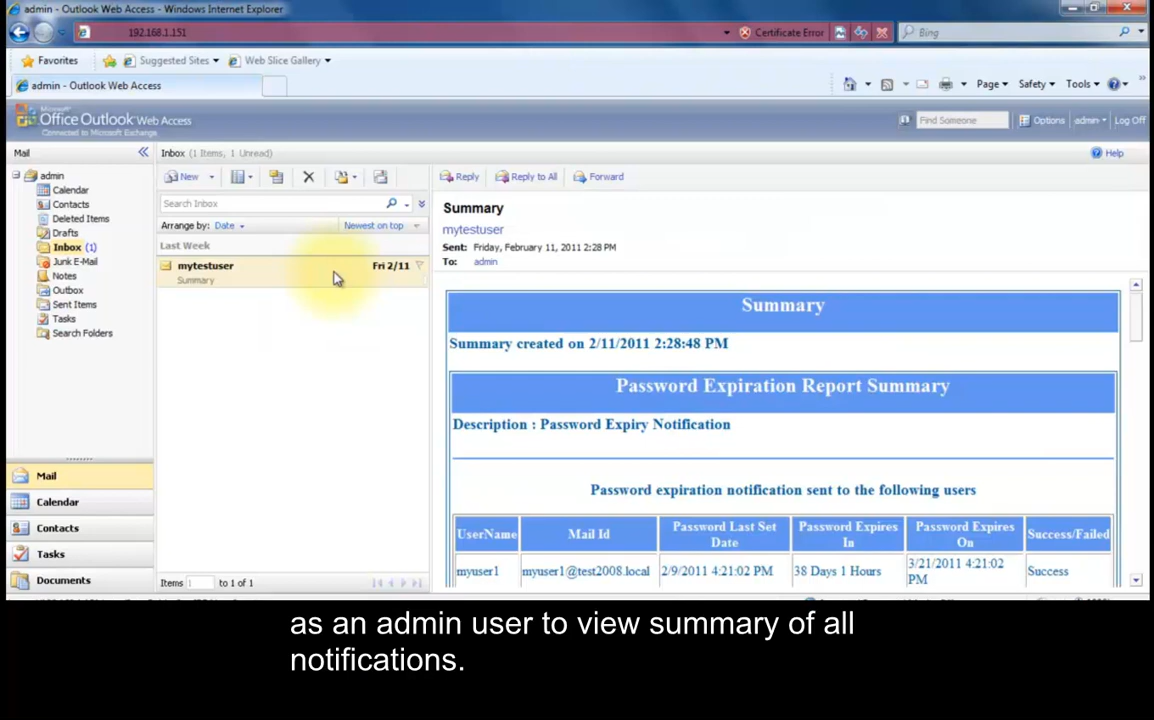 admin - Outlook Web Access - Windows Internet Explorer
192.168.1.151
Certificate Error
Bing
Favorites
Suggested Sites
Web Slice Gallery
admin - Outlook Web Access
Page
Safety
Tools
Microsoft
Office Outlook Web Access
Connected to Microsoft Exchange
Find Someone
Options
admin
Log Off
Mail
Inbox (1 Items, 1 Unread)
Help
admin
Calendar
Contacts
Deleted Items
Drafts
Inbox (1)
Junk E-Mail
Notes
Outbox
Sent Items
Tasks
Search Folders
Mail
Calendar
Contacts
Tasks
Documents
New
Search Inbox
Arrange by: Date
Newest on top
Last Week
mytestuser
Fri 2/11
Summary
Items 1 to 1 of 1
Reply
Reply to All
Forward
Summary
mytestuser
Sent: Friday, February 11, 2011 2:28 PM
To: admin
Summary
Summary created on 2/11/2011 2:28:48 PM
Password Expiration Report Summary
Description : Password Expiry Notification
Password expiration notification sent to the following users
UserName
Mail Id
Password Last Set
Date
Password Expires
In
Password Expires
On
Success/Failed
myuser1
myuser1@test2008.local
2/9/2011 4:21:02 PM
38 Days 1 Hours
3/21/2011 4:21:02
PM
Success
as an admin user to view summary of all
notifications.